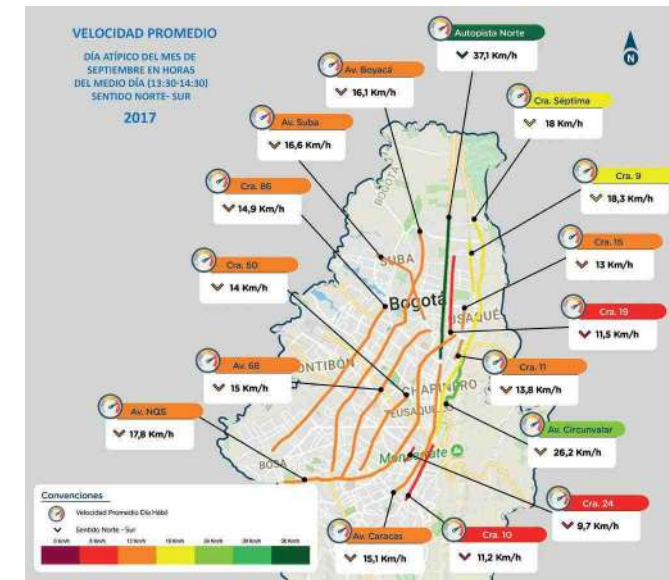 VELOCIDAD PROMEDIO
DÍA ATÍPICO DEL MES DE
SEPTIEMBRE EN HORAS
DEL MEDIO DÍA (13:30-14:30)
SENTIDO NORTE- SUR
2017
Autopista Norte
37,1 Km/h
N
Av. Boyacá
16,1 Km/h
Cra. Séptima
18 Km/h
Av. Suba
16,6 Km/h
Cra. 9
18,3 Km/h
Cra. 86
14,9 Km/h
Cra. 15
13 Km/h
Cra. 50
14 Km/h
Cra. 19
11,5 Km/h
Av. 68
15 Km/h
Cra. 11
13,8 Km/h
Av. NQS
17,8 Km/h
Av. Circunvalar
26,2 Km/h
Cra. 24
9,7 Km/h
Av. Caracas
15,1 Km/h
Cra. 10
11,2 Km/h
SUBA
Bogotá
USAQUÉ
ONTIBÓN
CHAPINERO
TEUSAQUI
BOSA
Convenciones
Velocidad Promedio Día Hábil
Sentido Norte -Sur